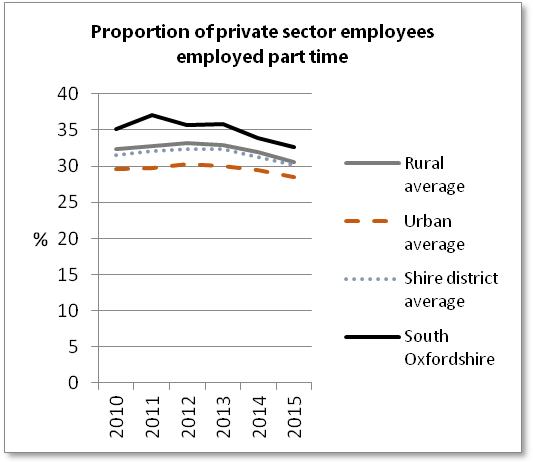 Proportion of private sector employees
employed part time
40
35
30
25
20
15
10
5
0
%
2010
2011
2012
2013
2014
2015
Rural
average
Urban
average
Shire district
average
South
Oxfordshire